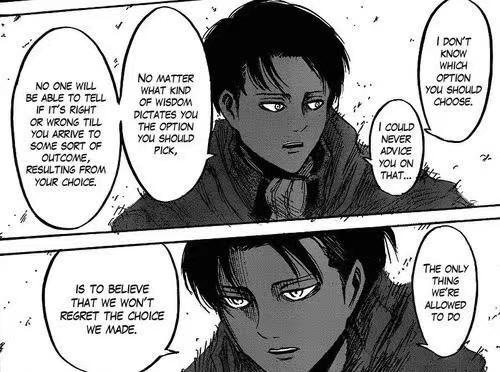 I DON'T
KNOW
WHICH
OPTION
YOU SHOULD
CHOOSE.
I COULD
NEVER
ADVICE
YOU ON
THAT...
NO MATTER
WHAT KIND
OF WISDOM
DICTATES
YOU THE
OPTION YOU
SHOULD
PICK,
NO ONE WILL
BE ABLE TO TELL
IF IT'S RIGHT
OR WRONG TILL
YOU ARRIVE TO
SOME SORT OF
OUTCOME,
RESULTING FROM
YOUR CHOICE.
THE ONLY
THING
WE'RE
ALLOWED
TO DO
IS TO BELIEVE
THAT WE WON'T
REGRET THE CHOICE
WE MADE.